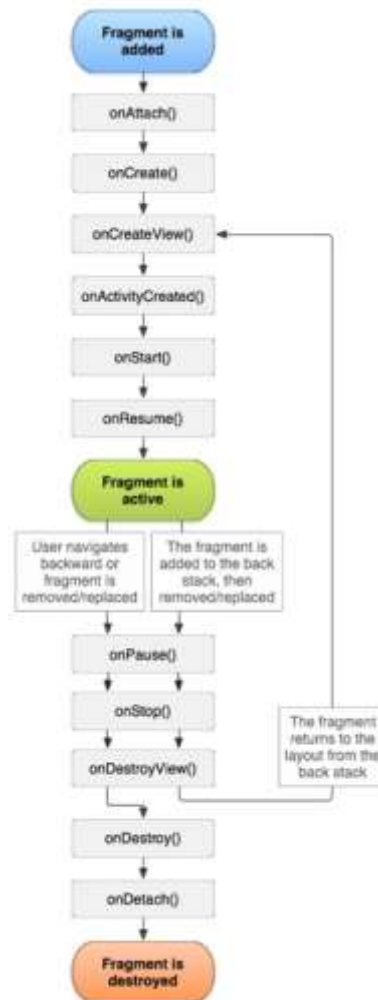 Fragment is
added
onAttach()
onCreate()
onCreateView()
onActivityCreated()
onStart()
onResume()
Fragment is
active
User navigates
backward or
fragment is
removed/replaced
The fragment is
added to the back
stack, then
removed/replaced
onPause()
onStop()
onDestroyView()
The fragment
returns to the
layout from the
back stack
onDestroy()
onDetach()
Fragment is
destroyed